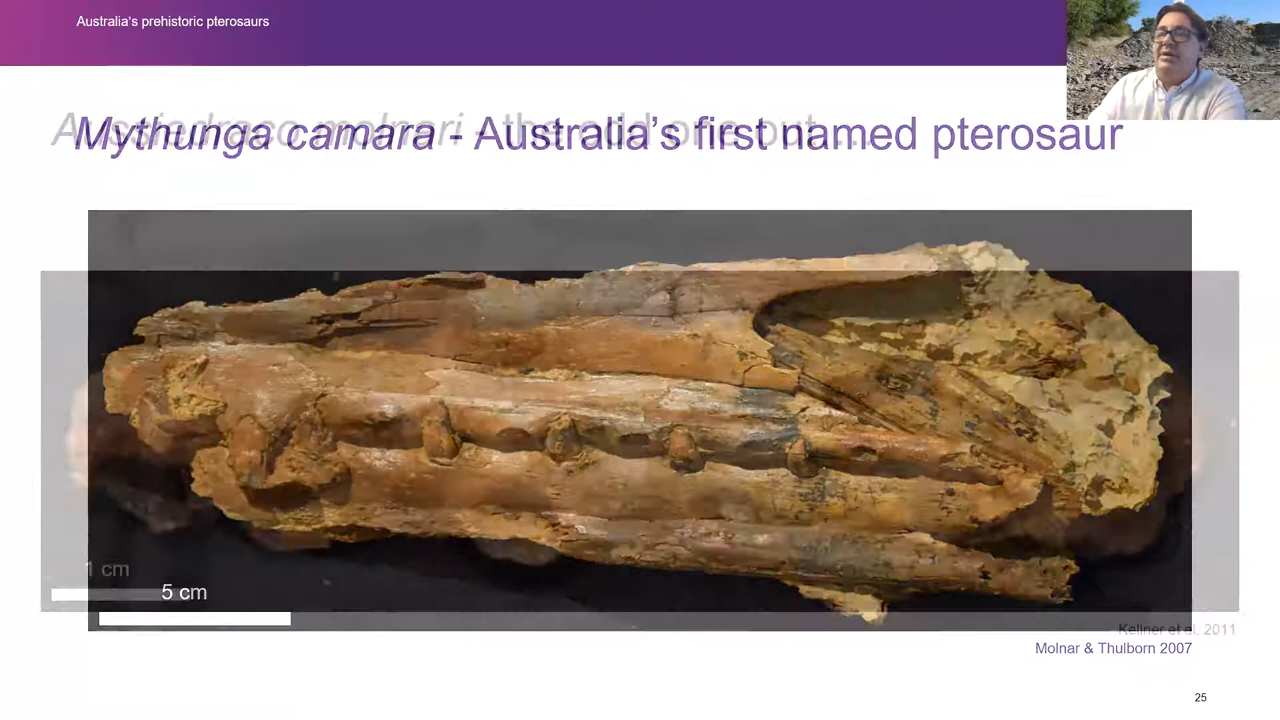 Australia's prehistoric pterosaurs
Mythunga camara - Australia's first named pterosaur
1 cm
5 cm
Kellner et al. 2011
Molnar & Thulborn 2007
25